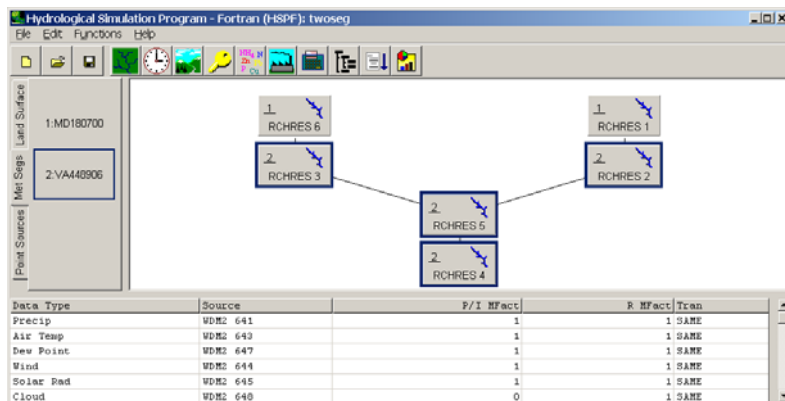 Hydrological Simulation Program - Fortran (HSPF): twoseg
File Edit Functions Help
Land Surface
Met Segs
Point Sources
1:MD180700
2:VA448906
1
RCHRES 6
1
RCHRES 1
2
RCHRES 3
2
RCHRES 2
2
RCHRES 5
2
RCHRES 4
Data Type Source P/I MFact R MFact Tran
Precip WDM2 641 1 1 SAME
Air Temp WDM2 643 1 1 SAME
Dew Point WDM2 647 1 1 SAME
Wind WDM2 644 1 1 SAME
Solar Rad WDM2 645 1 1 SAME
Cloud WDM2 648 0 1 SAME